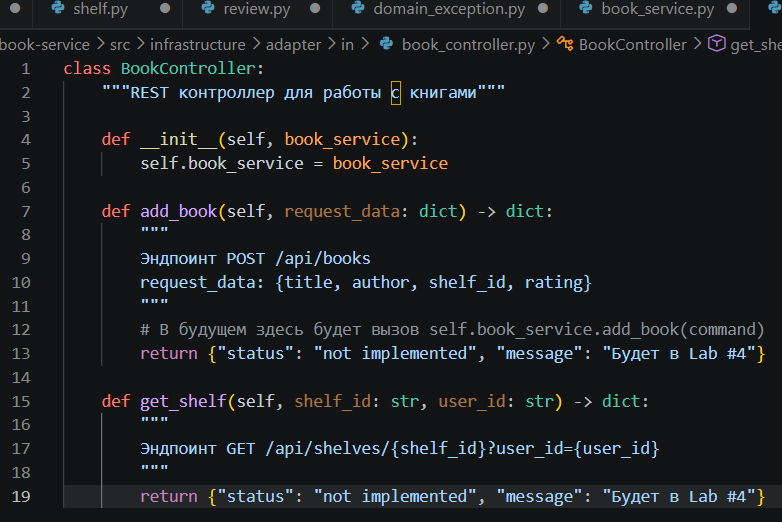 shelf.py review.py domain_exception.py book_service.py
book-service > src > infrastructure > adapter > in > book_controller.py > BookController > get_she
1 class BookController:
2 """REST контроллер для работы с книгами"""
3
4 def __init__(self, book_service):
5 self.book_service = book_service
6
7 def add_book(self, request_data: dict) -> dict:
8 """
9 Эндпоинт POST /api/books
10 request_data: {title, author, shelf_id, rating}
11 """
12 # В будущем здесь будет вызов self.book_service.add_book(command)
13 return {"status": "not implemented", "message": "Будет в Lab #4"}
14
15 def get_shelf(self, shelf_id: str, user_id: str) -> dict:
16 """
17 Эндпоинт GET /api/shelves/{shelf_id}?user_id={user_id}
18 """
19 return {"status": "not implemented", "message": "Будет в Lab #4"}